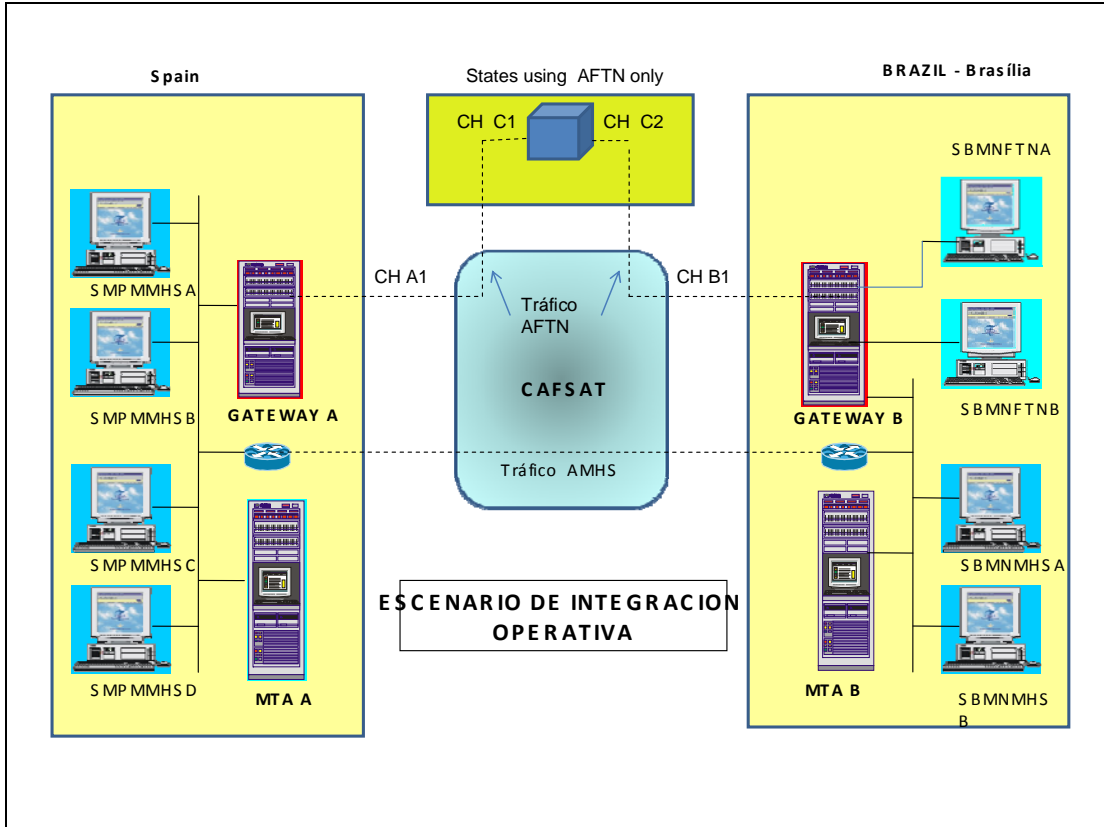 Spain
States using AFTN only
BRAZIL - Brasília
CH C1
CH C2
SBMNFTNA
CH A1
CH B1
SMPMMHSA
Tráfico
AFTN
SMPMMHSB
GATEWAY A
CAFSAT
GATEWAY B
SBMNFTNB
Tráfico AMHS
SMPMMHSC
SBMNMHSA
ESCENARIO DE INTEGRACION
OPERATIVA
SMPMMHSD
MTA A
MTA B
SBMNMHS
B